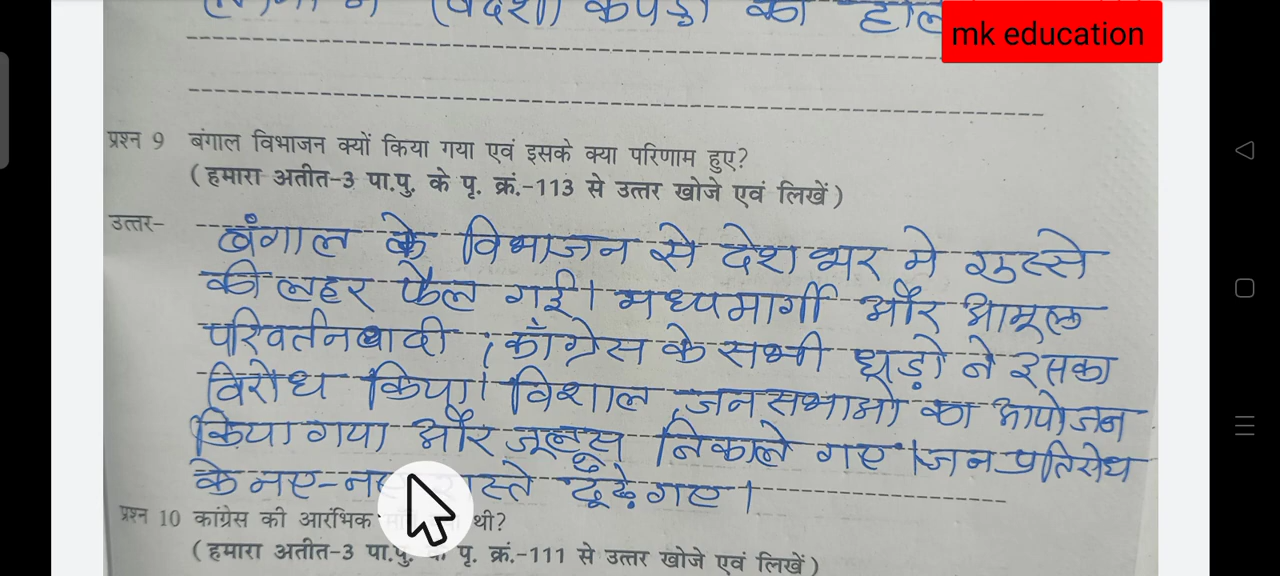 mk education
प्रश्न 9 बंगाल विभाजन क्यों किया गया एवं इसके क्या परिणाम हुए?
(हमारा अतीत-3 पा.पु. के पृ. क्रं.-113 से उत्तर खोजे एवं लिखें)
उत्तर- बंगाल के विभाजन से देश भर मे गुस्से
की लहर फैल गई। मध्यमार्गी और आमूल
परिवर्तनवादी, काँग्रेस के सभी धड़ो ने इसका
विरोध किया। विशाल जनसभाओ का आयोजन
किया गया और जूलूस निकाले गए। जन प्रतिरोध
के नए- रास्ते ढूंढ़े गए।
प्रश्न 10 कांग्रेस की आरंभिक थी?
(हमारा अतीत-3 पा.पु. पृ. क्रं.-111 से उत्तर खोजे एवं लिखें)